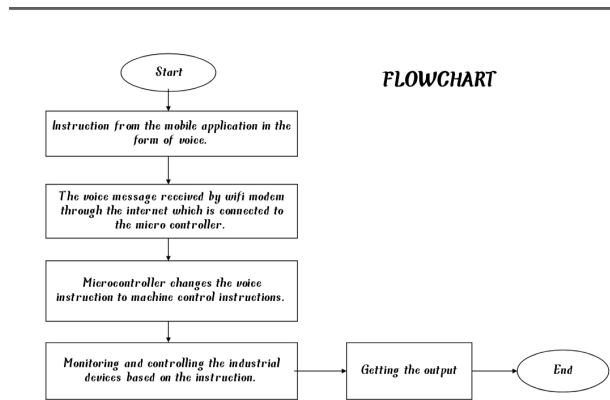 Start
FLOWCHART
Instruction from the mobile application in the
form of voice.
The voice message received by wifi modem
through the internet which is connected to
the micro controller.
Microcontroller changes the voice
instruction to machine control instructions.
Monitoring and controlling the industrial
devices based on the instruction.
Getting the output
End